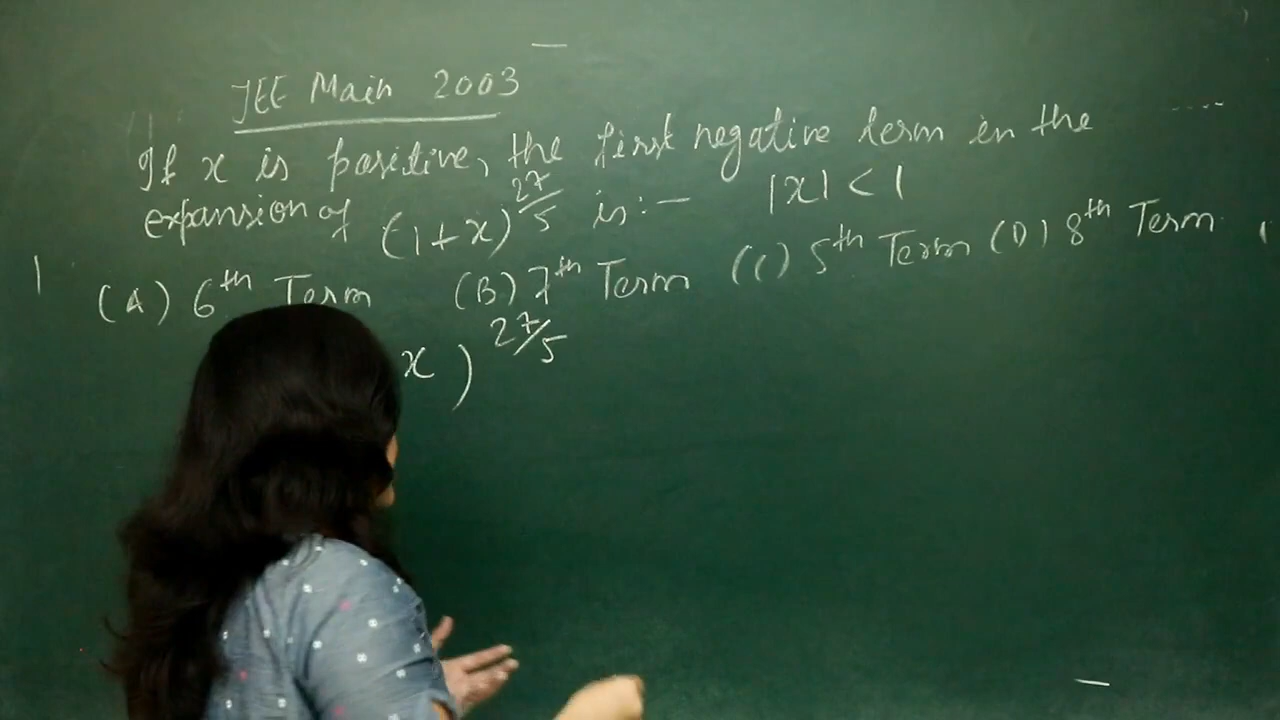 JEE Main 2003
If x is positive, the first negative term in the
expansion of (1+x)^27/5 is:- |x| < 1
(A) 6th Term (B) 7th Term (C) 5th Term (D) 8th Term
x )^27/5